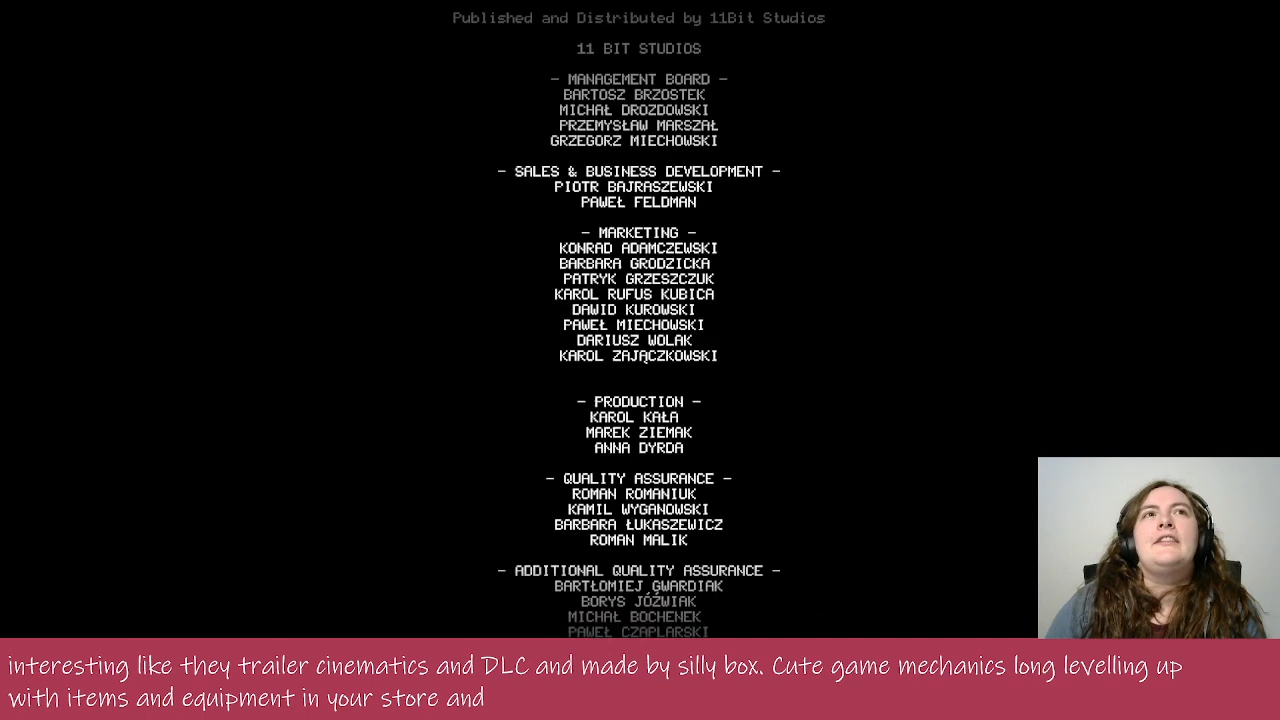 Published and Distributed by 11Bit Studios
11 BIT STUDIOS
- MANAGEMENT BOARD -
BARTOSZ BRZOSTEK
MICHAŁ DROZDOWSKI
PRZEMYSŁAW MARSZAŁ
GRZEGORZ MIECHOWSKI
- SALES & BUSINESS DEVELOPMENT -
PIOTR BAJRASZEWSKI
PAWEŁ FELDMAN
- MARKETING -
KONRAD ADAMCZEWSKI
BARBARA GRODZICKA
PATRYK GRZESZCZUK
KAROL RUFUS KUBICA
DAWID KUROWSKI
PAWEŁ MIECHOWSKI
DARIUSZ WOLAK
KAROL ZAJĄCZKOWSKI
- PRODUCTION -
KAROL KAŁA
MAREK ZIEMAK
ANNA DYRDA
- QUALITY ASSURANCE -
ROMAN ROMANIUK
KAMIL WYGANOWSKI
BARBARA ŁUKASZEWICZ
ROMAN MALIK
- ADDITIONAL QUALITY ASSURANCE -
BARTŁOMIEJ GWARDIAK
BORYS JÓŹWIAK
MICHAŁ BOCHENEK
PAWEŁ CZAPLARSKI
interesting like they trailer cinematics and DLC and made by silly box. Cute game mechanics long levelling up
with items and equipment in your store and